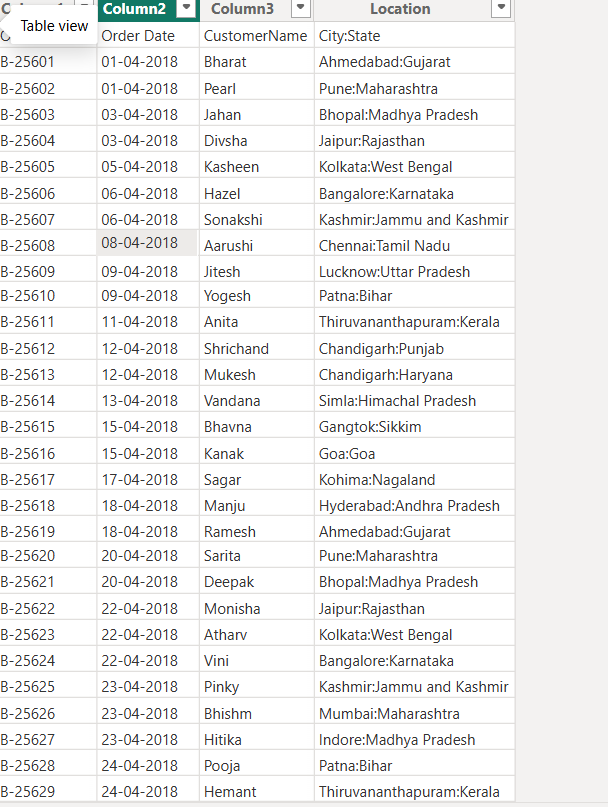 Column2 Column3 Location
Table view
Order Date CustomerName City:State
B-25601 01-04-2018 Bharat Ahmedabad:Gujarat
B-25602 01-04-2018 Pearl Pune:Maharashtra
B-25603 03-04-2018 Jahan Bhopal:Madhya Pradesh
B-25604 03-04-2018 Divsha Jaipur:Rajasthan
B-25605 05-04-2018 Kasheen Kolkata:West Bengal
B-25606 06-04-2018 Hazel Bangalore:Karnataka
B-25607 06-04-2018 Sonakshi Kashmir:Jammu and Kashmir
B-25608 08-04-2018 Aarushi Chennai:Tamil Nadu
B-25609 09-04-2018 Jitesh Lucknow:Uttar Pradesh
B-25610 09-04-2018 Yogesh Patna:Bihar
B-25611 11-04-2018 Anita Thiruvananthapuram:Kerala
B-25612 12-04-2018 Shrichand Chandigarh:Punjab
B-25613 12-04-2018 Mukesh Chandigarh:Haryana
B-25614 13-04-2018 Vandana Simla:Himachal Pradesh
B-25615 15-04-2018 Bhavna Gangtok:Sikkim
B-25616 15-04-2018 Kanak Goa:Goa
B-25617 17-04-2018 Sagar Kohima:Nagaland
B-25618 18-04-2018 Manju Hyderabad:Andhra Pradesh
B-25619 18-04-2018 Ramesh Ahmedabad:Gujarat
B-25620 20-04-2018 Sarita Pune:Maharashtra
B-25621 20-04-2018 Deepak Bhopal:Madhya Pradesh
B-25622 22-04-2018 Monisha Jaipur:Rajasthan
B-25623 22-04-2018 Atharv Kolkata:West Bengal
B-25624 22-04-2018 Vini Bangalore:Karnataka
B-25625 23-04-2018 Pinky Kashmir:Jammu and Kashmir
B-25626 23-04-2018 Bhishm Mumbai:Maharashtra
B-25627 23-04-2018 Hitika Indore:Madhya Pradesh
B-25628 24-04-2018 Pooja Patna:Bihar
B-25629 24-04-2018 Hemant Thiruvananthapuram:Kerala